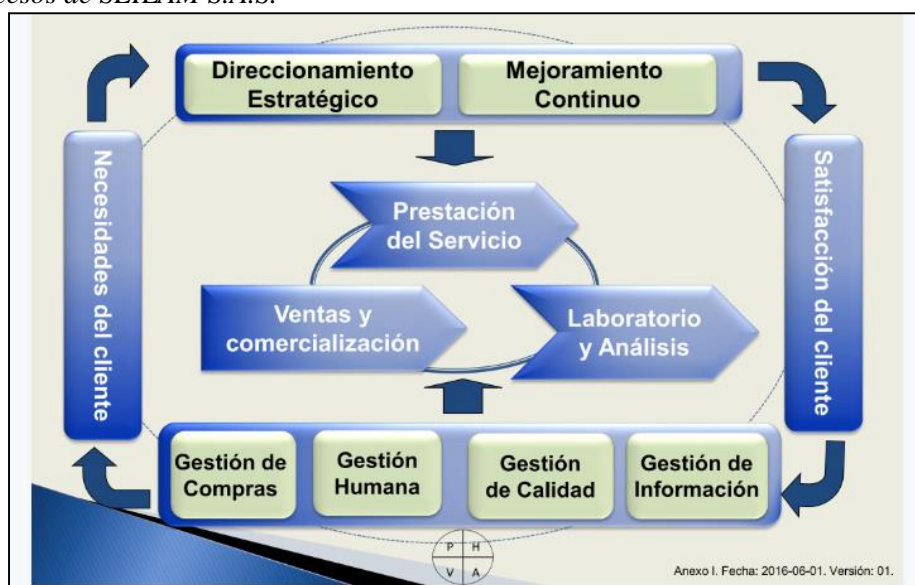 Direccionamiento
Estratégico
Mejoramiento
Continuo
Necesidades del cliente
Prestación
del Servicio
Ventas y
comercialización
Laboratorio
y Análisis
Satisfacción del cliente
Gestión de
Compras
Gestión
Humana
Gestión
de Calidad
Gestión de
Información
P H
V A
Anexo I. Fecha: 2016-06-01. Versión: 01.